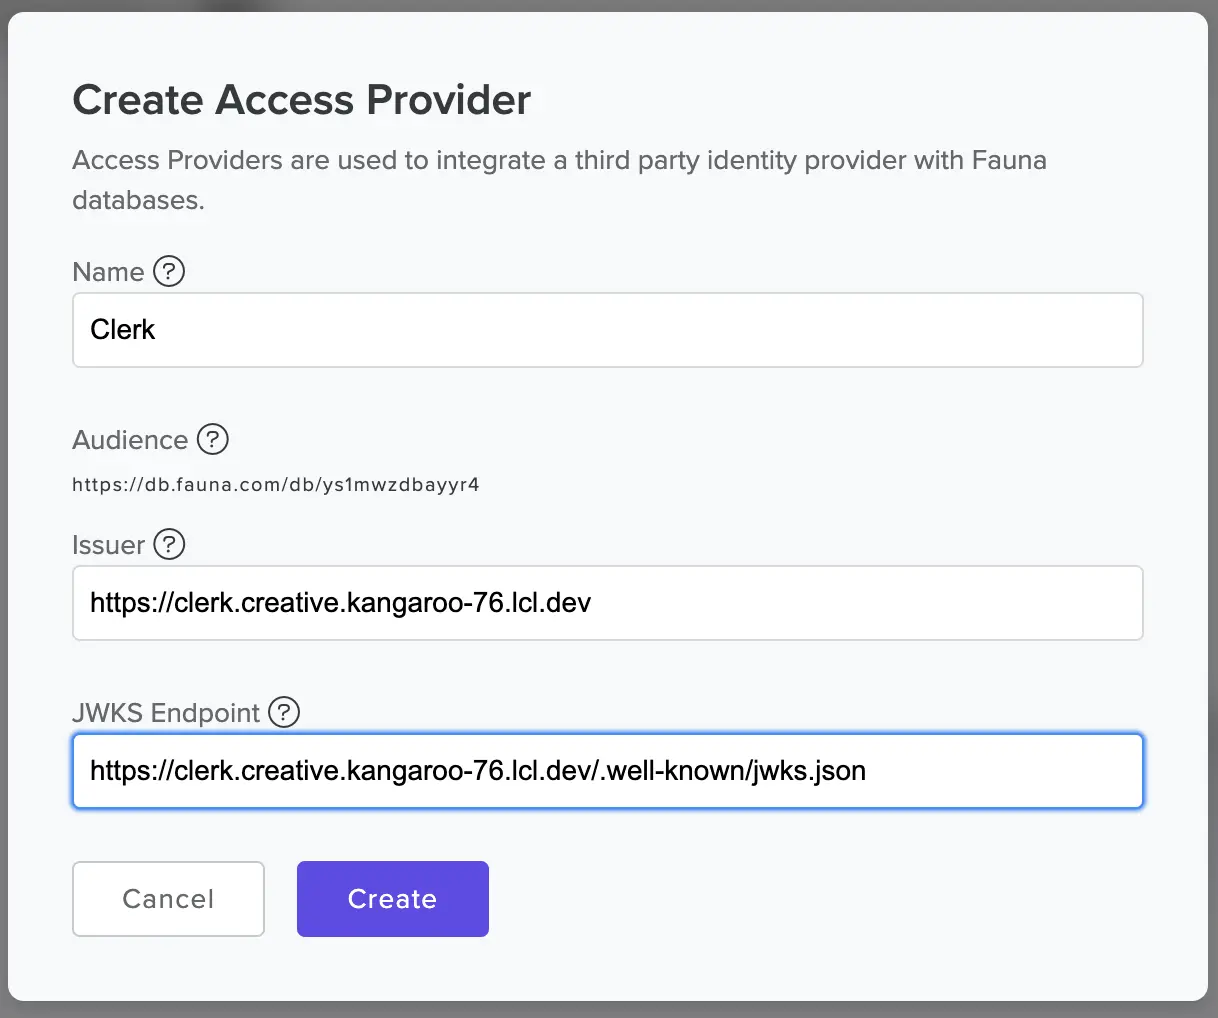 Create Access Provider
Access Providers are used to integrate a third party identity provider with Fauna
databases.
Name ?
Clerk
Audience ?
https://db.fauna.com/db/ys1mwzdbayyr4
Issuer ?
https://clerk.creative.kangaroo-76.lcl.dev
JWKS Endpoint ?
https://clerk.creative.kangaroo-76.lcl.dev/.well-known/jwks.json
Cancel Create